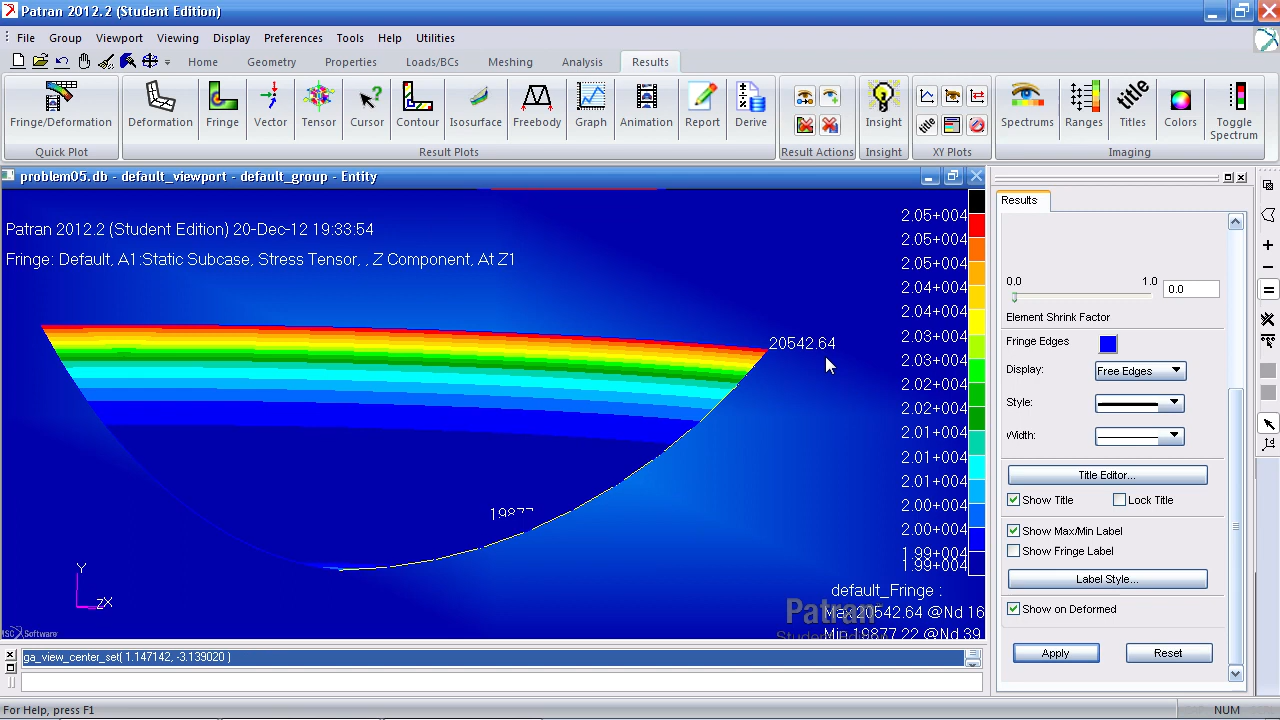 Patran 2012.2 (Student Edition)
File Group Viewport Viewing Display Preferences Tools Help Utilities
Home Geometry Properties Loads/BCs Meshing Analysis Results
Fringe/Deformation Deformation Fringe Vector Tensor Cursor Contour Isosurface Freebody Graph Animation Report Derive Insight Spectrums Ranges Titles Colors Toggle Spectrum
Quick Plot Result Plots Result Actions Insight XY Plots Imaging
problem05.db - default_viewport - default_group - Entity
Patran 2012.2 (Student Edition) 20-Dec-12 19:33:54
Fringe: Default, A1:Static Subcase, Stress Tensor, , Z Component, At Z1
2.05+004
2.05+004
2.05+004
2.04+004
2.04+004
2.03+004
2.03+004
2.02+004
2.02+004
2.01+004
2.01+004
2.00+004
2.00+004
1.99+004
1.99+004
20542.64
19877
Y
ZX
default_Fringe :
Max 20542.64 @Nd 16
Min 19877.22 @Nd 39
Patran
MSC Software
Results
0.0 1.0 0.0
Element Shrink Factor
Fringe Edges
Display: Free Edges
Style:
Width:
Title Editor...
Show Title Lock Title
Show Max/Min Label
Show Fringe Label
Label Style...
Show on Deformed
Apply Reset
ga_view_center_set( 1.147142, -3.139020 )
For Help, press F1 NUM